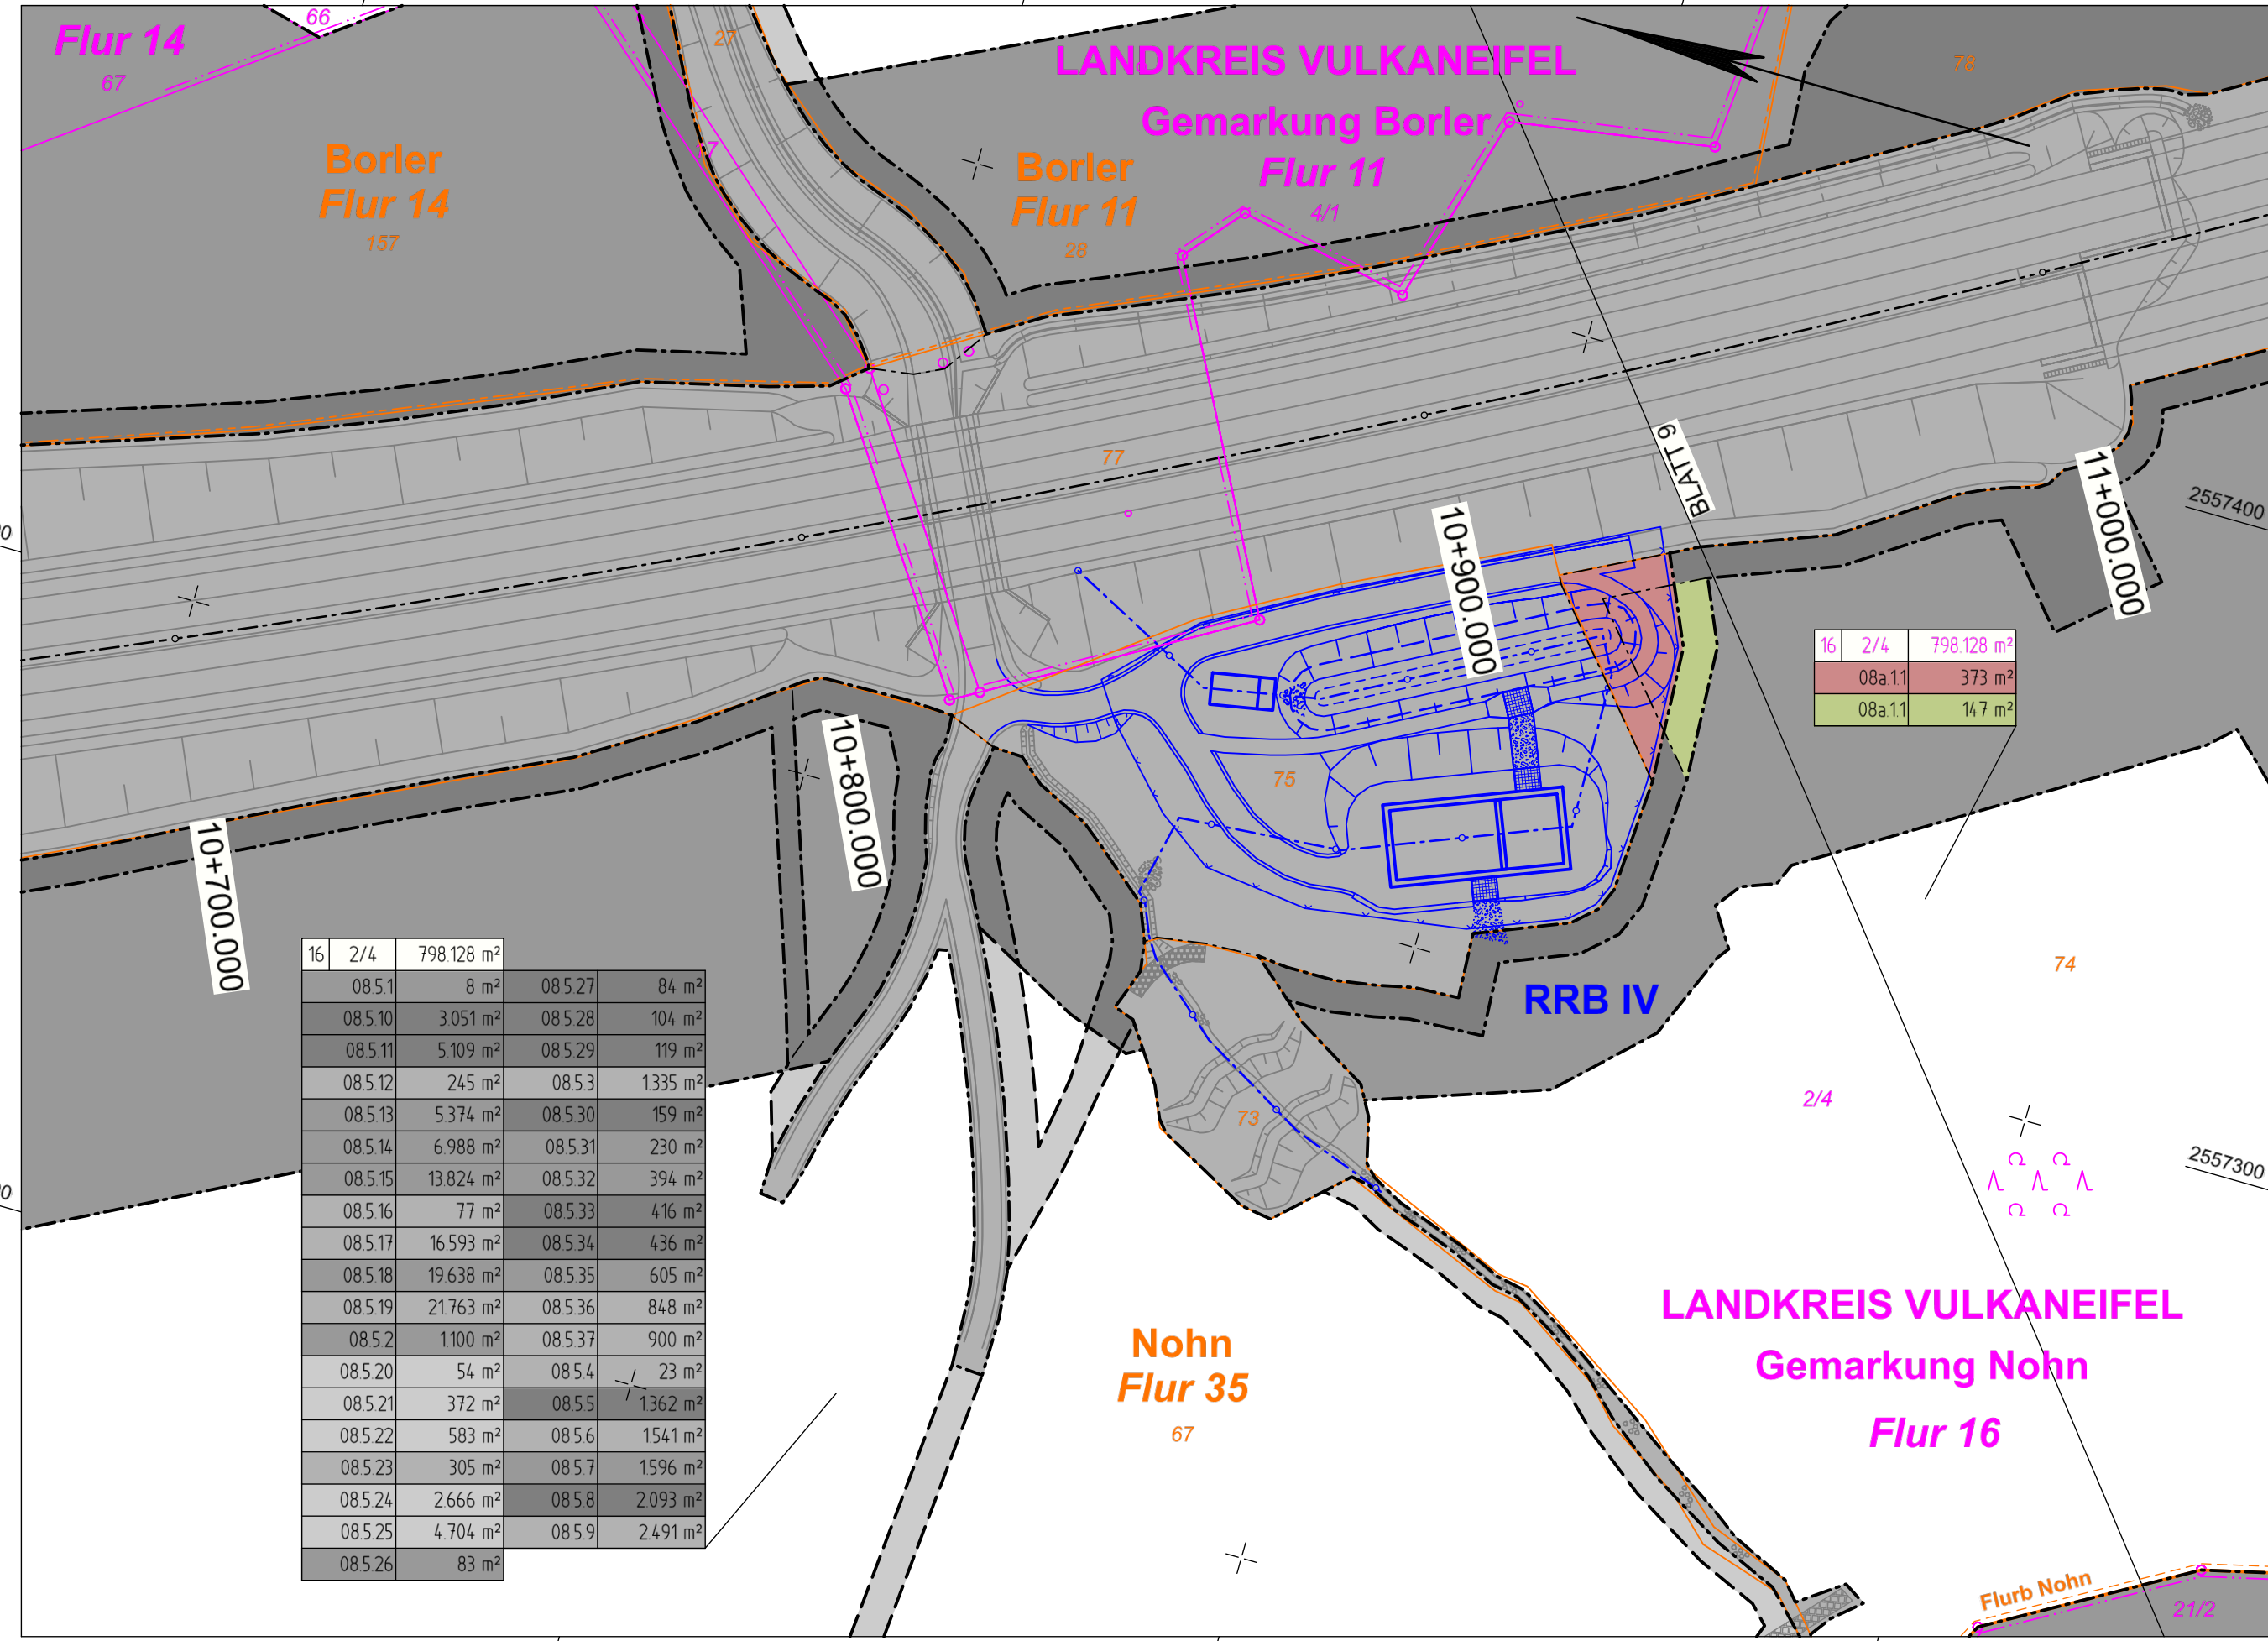 66
Flur 14
67
27
LANDKREIS VULKANEIFEL
78
Gemarkung Borler
Flur 11
4/1
17
Borler
Flur 14
157
Borler
Flur 11
28
77
BLATT 9
11+000.000
2557400
10+900.000
10+800.000
10+700.000
75
16 2/4 798.128 m²
08a.1.1 373 m²
08a.1.1 147 m²
RRB IV
74
2/4
73
2557300
16 2/4 798.128 m²
08.5.1 8 m² 08.5.27 84 m²
08.5.10 3.051 m² 08.5.28 104 m²
08.5.11 5.109 m² 08.5.29 119 m²
08.5.12 245 m² 08.5.3 1.335 m²
08.5.13 5.374 m² 08.5.30 159 m²
08.5.14 6.988 m² 08.5.31 230 m²
08.5.15 13.824 m² 08.5.32 394 m²
08.5.16 77 m² 08.5.33 416 m²
08.5.17 16.593 m² 08.5.34 436 m²
08.5.18 19.638 m² 08.5.35 605 m²
08.5.19 21.763 m² 08.5.36 848 m²
08.5.2 1.100 m² 08.5.37 900 m²
08.5.20 54 m² 08.5.4 23 m²
08.5.21 372 m² 08.5.5 1.362 m²
08.5.22 583 m² 08.5.6 1.541 m²
08.5.23 305 m² 08.5.7 1.596 m²
08.5.24 2.666 m² 08.5.8 2.093 m²
08.5.25 4.704 m² 08.5.9 2.491 m²
08.5.26 83 m²
Nohn
Flur 35
67
LANDKREIS VULKANEIFEL
Gemarkung Nohn
Flur 16
Flurb Nohn
21/2